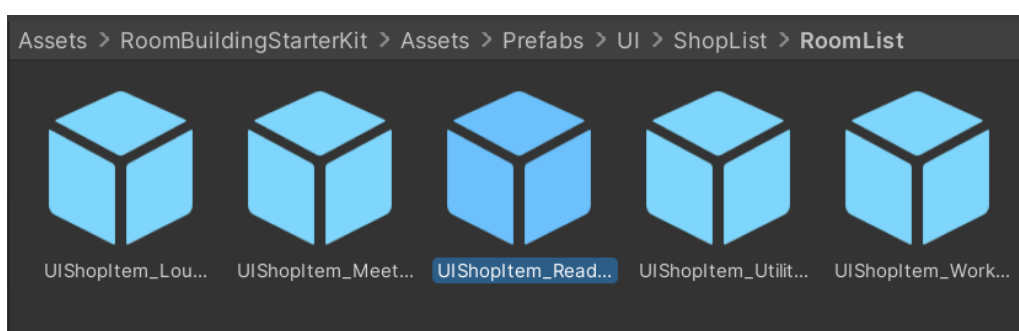 Assets > RoomBuildingStarterKit > Assets > Prefabs > UI > ShopList > RoomList
UIShopItem_Lou... UIShopItem_Meet... UIShopItem_Read... UIShopItem_Utilit... UIShopItem_Work...